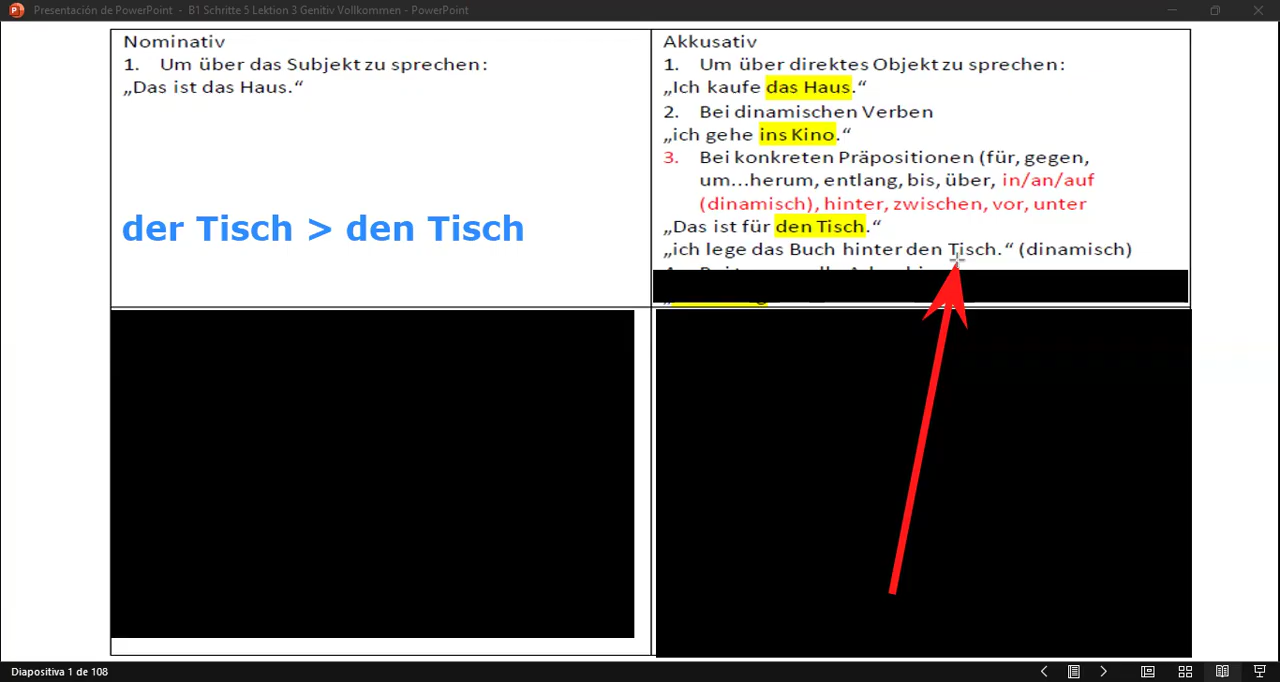 Presentación de PowerPoint - B1 Schritte 5 Lektion 3 Genitiv Vollkommen - PowerPoint
Nominativ
1. Um über das Subjekt zu sprechen:
„Das ist das Haus.“
der Tisch > den Tisch
Akkusativ
1. Um über direktes Objekt zu sprechen:
„Ich kaufe das Haus.“
2. Bei dinamischen Verben
„ich gehe ins Kino.“
3. Bei konkreten Präpositionen (für, gegen,
um...herum, entlang, bis, über, in/an/auf
(dinamisch), hinter, zwischen, vor, unter
„Das ist für den Tisch.“
„ich lege das Buch hinter den Tisch.“ (dinamisch)
Diapositiva 1 de 108